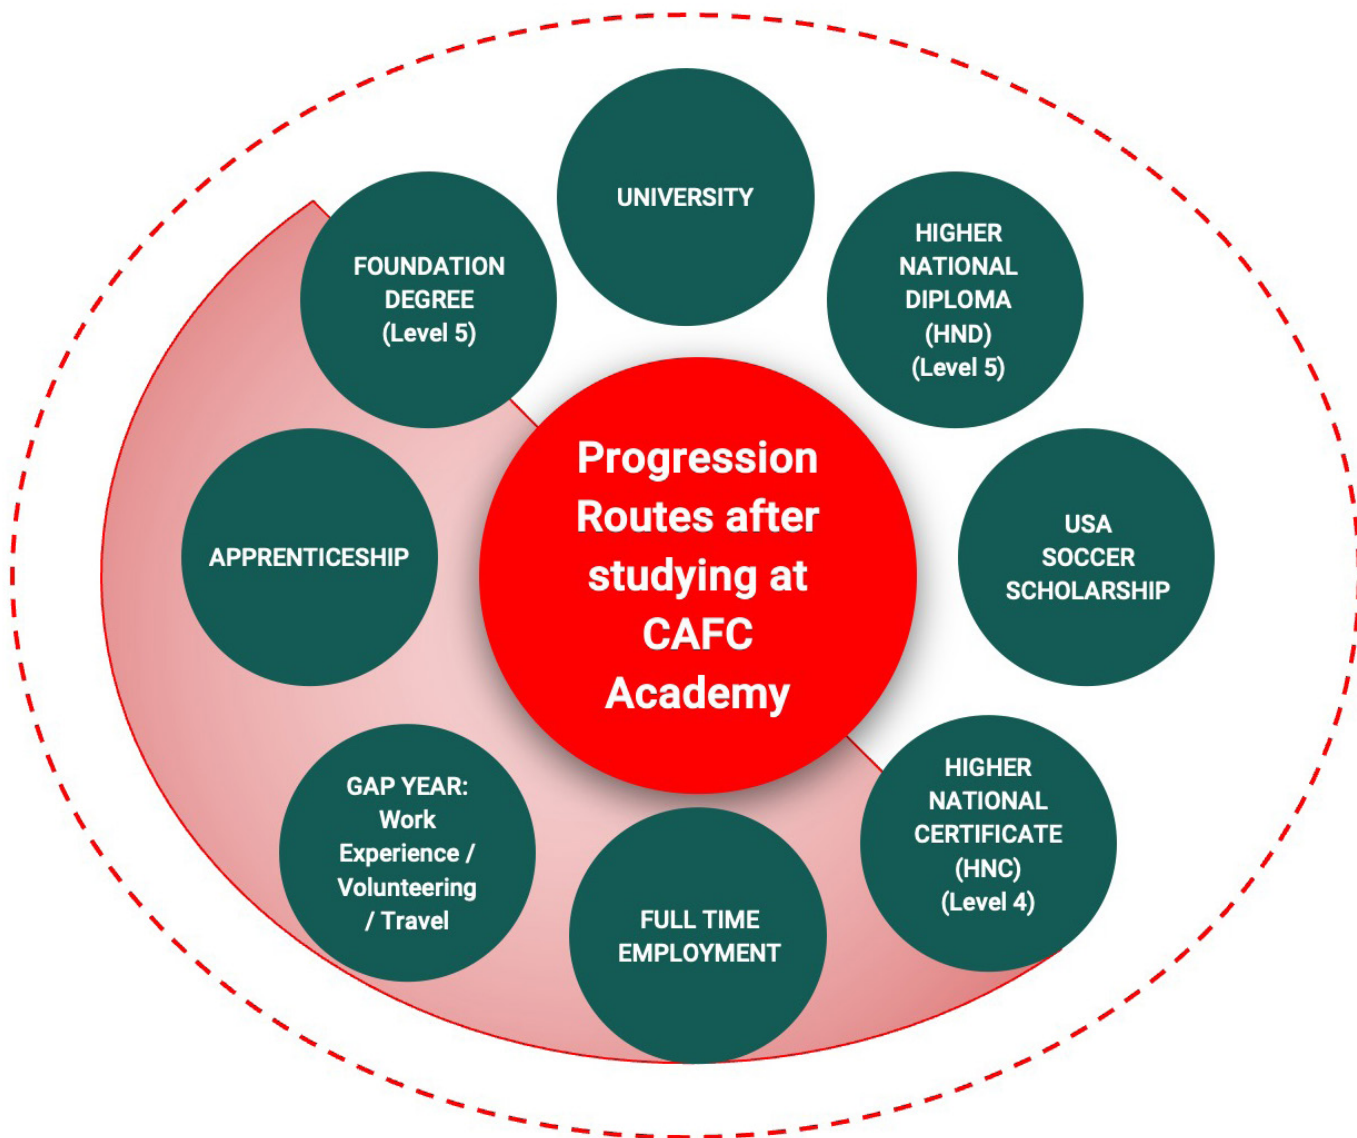 UNIVERSITY
HIGHER
NATIONAL
DIPLOMA
(HND)
(Level 5)
FOUNDATION
DEGREE
(Level 5)
Progression
Routes after
studying at
CAFC
Academy
APPRENTICESHIP
USA
SOCCER
SCHOLARSHIP
GAP YEAR:
Work
Experience /
Volunteering
/ Travel
FULL TIME
EMPLOYMENT
HIGHER
NATIONAL
CERTIFICATE
(HNC)
(Level 4)